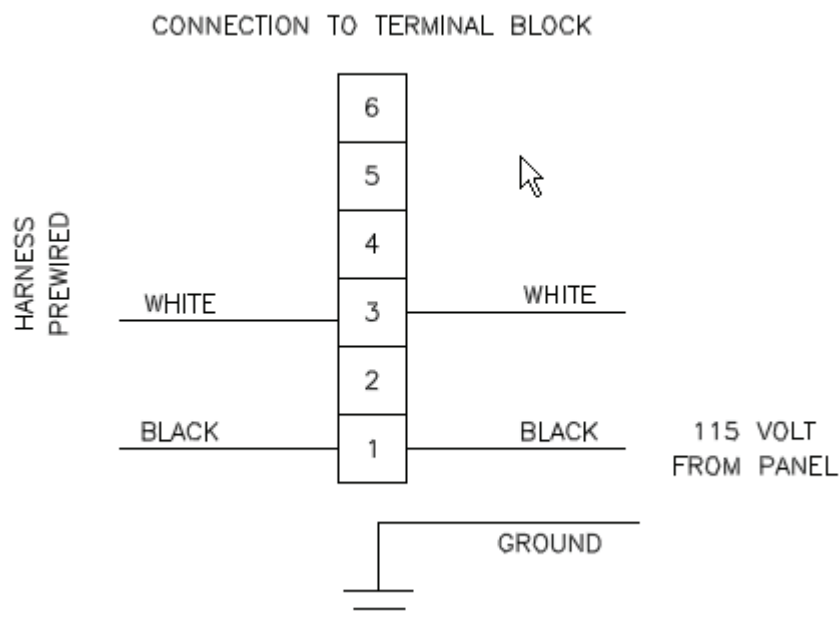 CONNECTION TO TERMINAL BLOCK
6
5
4
HARNESS
PREWIRED
WHITE
3
WHITE
2
BLACK
1
BLACK
115 VOLT
FROM PANEL
GROUND